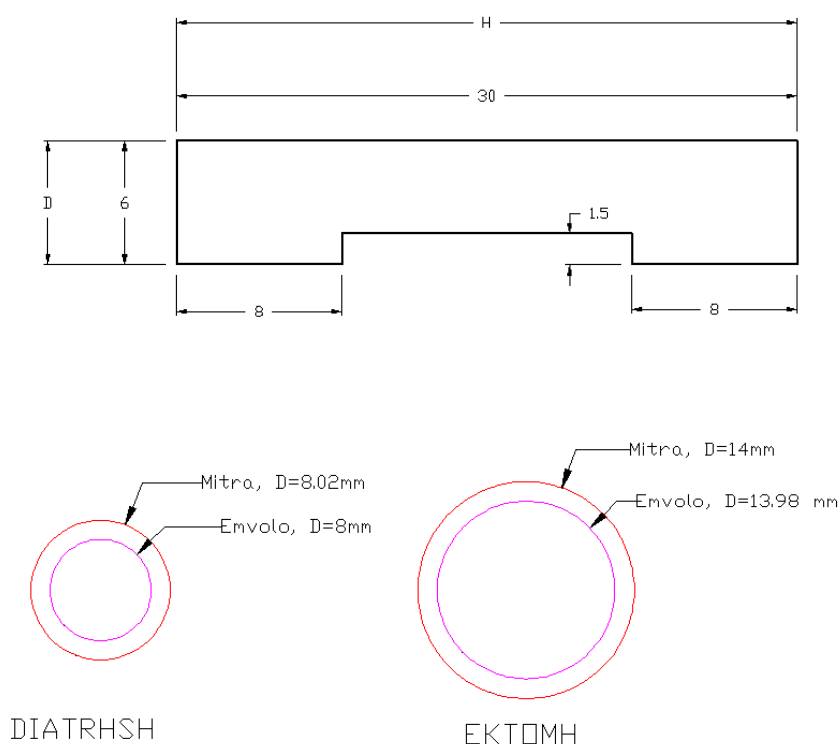 H
30
D
6
1.5
8
8
Mitra, D=8.02mm
Emvolo, D=8mm
Mitra, D=14mm
Emvolo, D=13.98 mm
DIATRHSH
EKTOMH